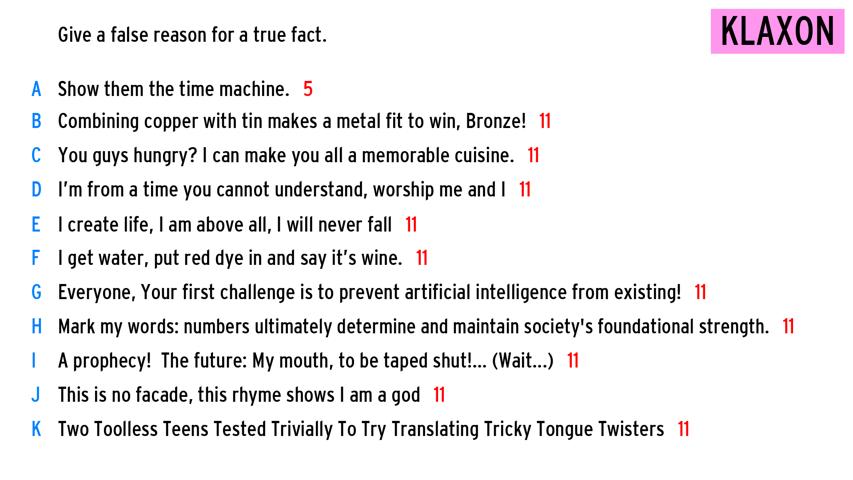 Give a false reason for a true fact.
KLAXON
A Show them the time machine. 5
B Combining copper with tin makes a metal fit to win, Bronze! 11
C You guys hungry? I can make you all a memorable cuisine. 11
D I'm from a time you cannot understand, worship me and I 11
E I create life, I am above all, I will never fall 11
F I get water, put red dye in and say it's wine. 11
G Everyone, Your first challenge is to prevent artificial intelligence from existing! 11
H Mark my words: numbers ultimately determine and maintain society's foundational strength. 11
I A prophecy! The future: My mouth, to be taped shut!... (Wait...) 11
J This is no facade, this rhyme shows I am a god 11
K Two Toolless Teens Tested Trivially To Try Translating Tricky Tongue Twisters 11